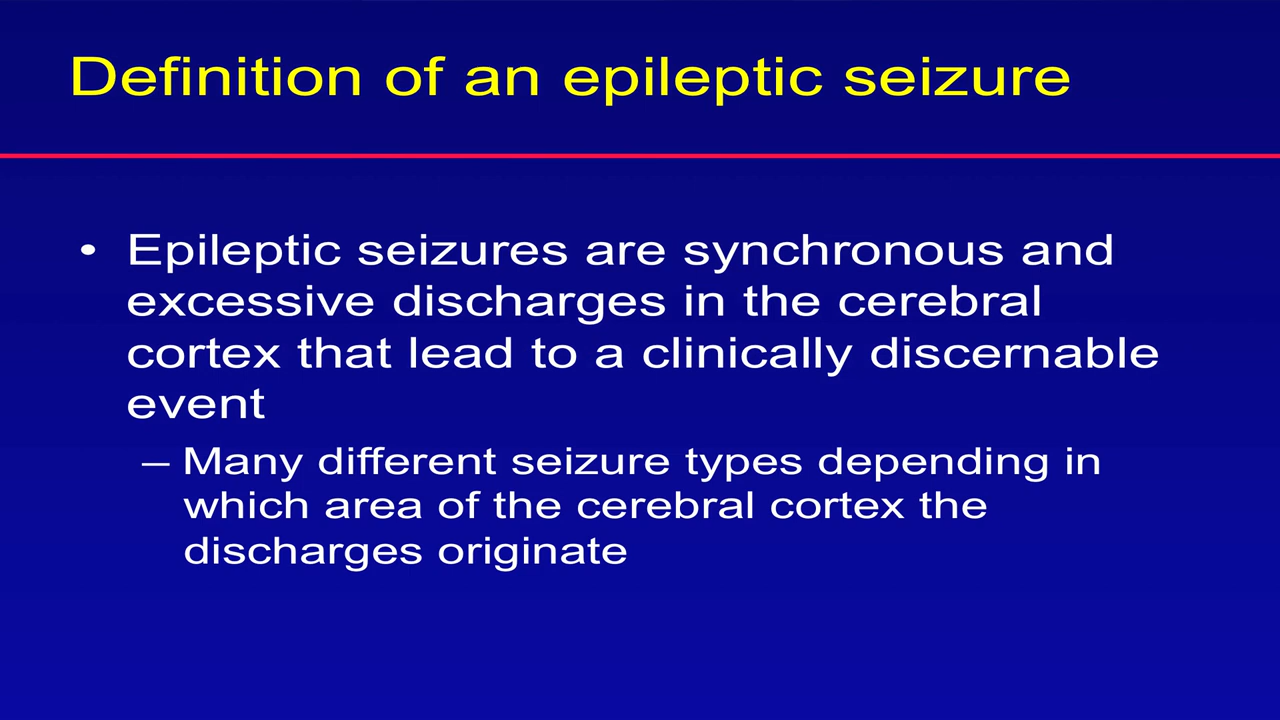 Definition of an epileptic seizure
• Epileptic seizures are synchronous and
excessive discharges in the cerebral
cortex that lead to a clinically discernable
event
– Many different seizure types depending in
which area of the cerebral cortex the
discharges originate